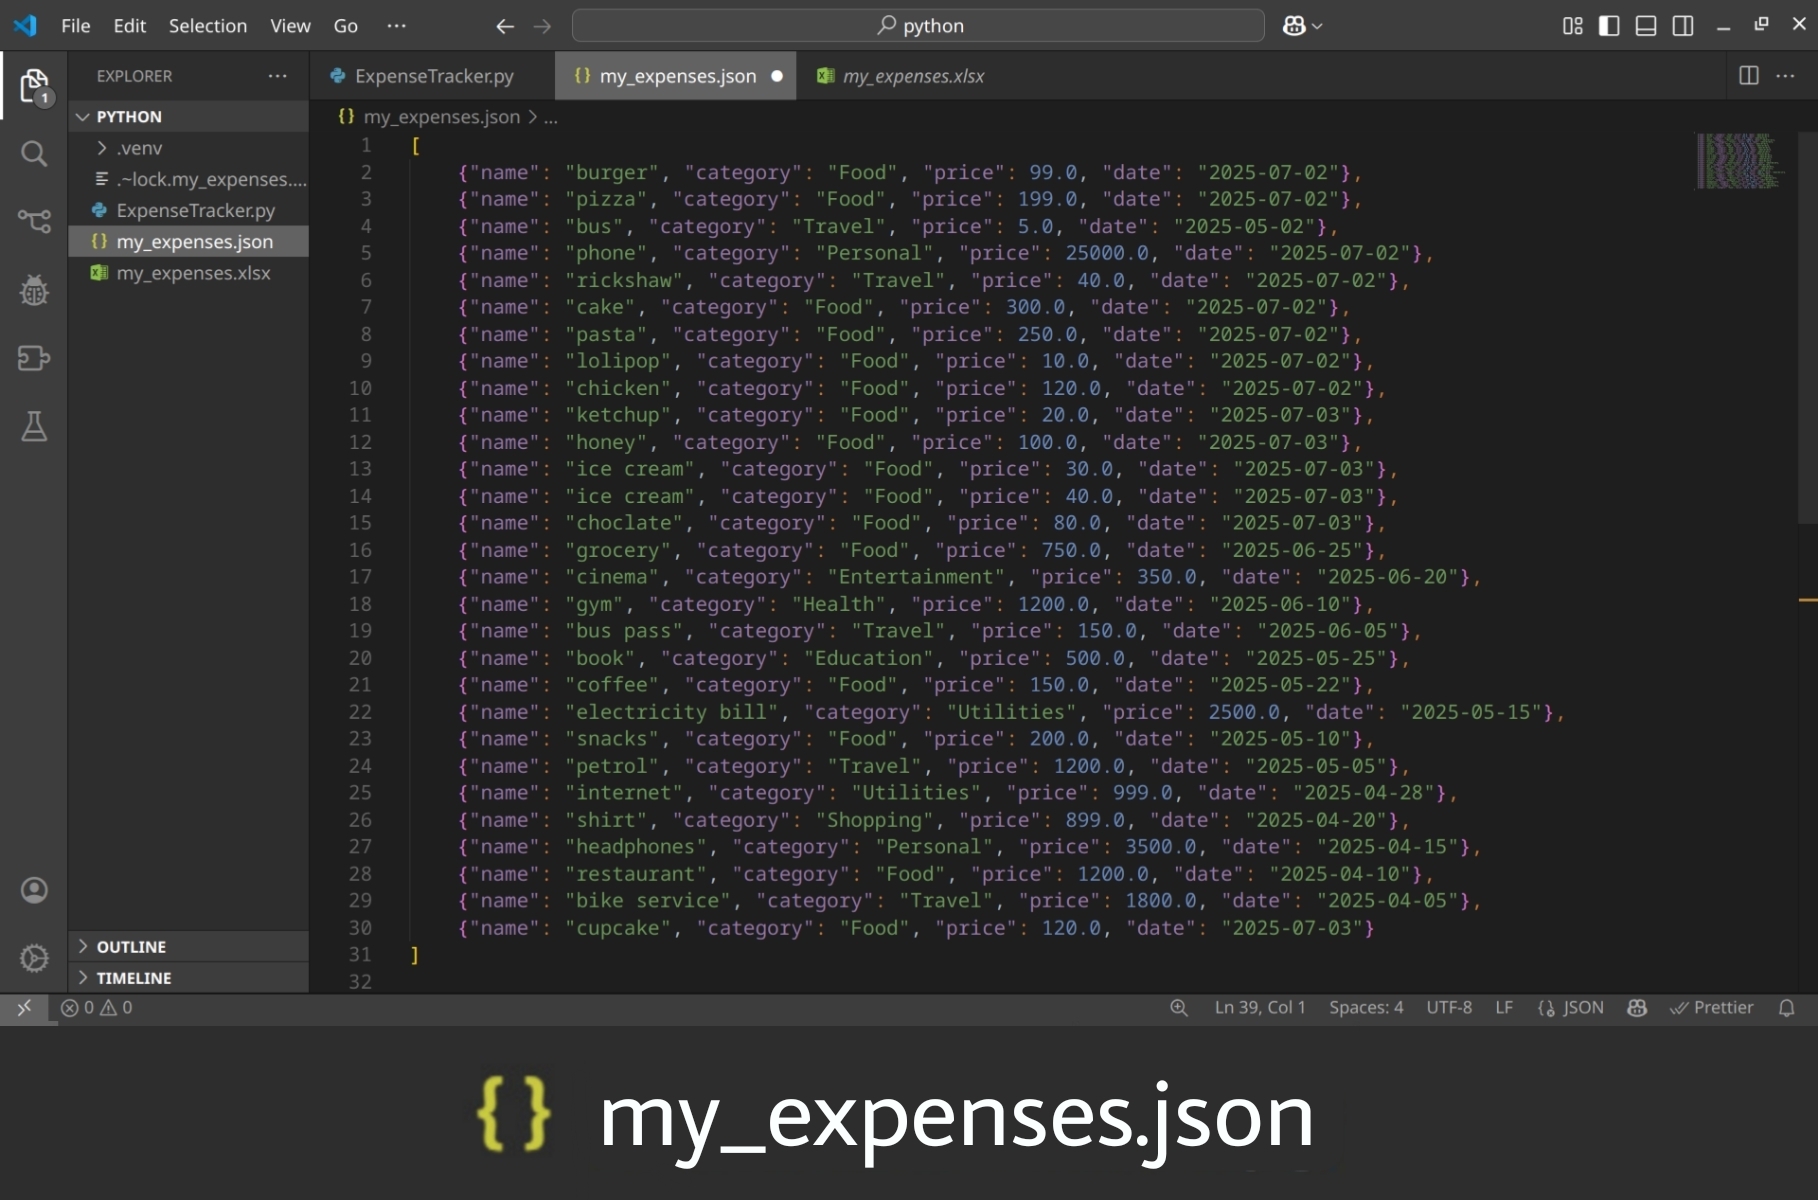 File Edit Selection View Go ··· python
EXPLORER ···
1
PYTHON
.venv
.~lock.my_expenses....
ExpenseTracker.py
my_expenses.json
my_expenses.xlsx
OUTLINE
TIMELINE
ExpenseTracker.py my_expenses.json my_expenses.xlsx ···
{} my_expenses.json > ...
1 [
2 {"name": "burger", "category": "Food", "price": 99.0, "date": "2025-07-02"},
3 {"name": "pizza", "category": "Food", "price": 199.0, "date": "2025-07-02"},
4 {"name": "bus", "category": "Travel", "price": 5.0, "date": "2025-05-02"},
5 {"name": "phone", "category": "Personal", "price": 25000.0, "date": "2025-07-02"},
6 {"name": "rickshaw", "category": "Travel", "price": 40.0, "date": "2025-07-02"},
7 {"name": "cake", "category": "Food", "price": 300.0, "date": "2025-07-02"},
8 {"name": "pasta", "category": "Food", "price": 250.0, "date": "2025-07-02"},
9 {"name": "lolipop", "category": "Food", "price": 10.0, "date": "2025-07-02"},
10 {"name": "chicken", "category": "Food", "price": 120.0, "date": "2025-07-02"},
11 {"name": "ketchup", "category": "Food", "price": 20.0, "date": "2025-07-03"},
12 {"name": "honey", "category": "Food", "price": 100.0, "date": "2025-07-03"},
13 {"name": "ice cream", "category": "Food", "price": 30.0, "date": "2025-07-03"},
14 {"name": "ice cream", "category": "Food", "price": 40.0, "date": "2025-07-03"},
15 {"name": "choclate", "category": "Food", "price": 80.0, "date": "2025-07-03"},
16 {"name": "grocery", "category": "Food", "price": 750.0, "date": "2025-06-25"},
17 {"name": "cinema", "category": "Entertainment", "price": 350.0, "date": "2025-06-20"},
18 {"name": "gym", "category": "Health", "price": 1200.0, "date": "2025-06-10"},
19 {"name": "bus pass", "category": "Travel", "price": 150.0, "date": "2025-06-05"},
20 {"name": "book", "category": "Education", "price": 500.0, "date": "2025-05-25"},
21 {"name": "coffee", "category": "Food", "price": 150.0, "date": "2025-05-22"},
22 {"name": "electricity bill", "category": "Utilities", "price": 2500.0, "date": "2025-05-15"},
23 {"name": "snacks", "category": "Food", "price": 200.0, "date": "2025-05-10"},
24 {"name": "petrol", "category": "Travel", "price": 1200.0, "date": "2025-05-05"},
25 {"name": "internet", "category": "Utilities", "price": 999.0, "date": "2025-04-28"},
26 {"name": "shirt", "category": "Shopping", "price": 899.0, "date": "2025-04-20"},
27 {"name": "headphones", "category": "Personal", "price": 3500.0, "date": "2025-04-15"},
28 {"name": "restaurant", "category": "Food", "price": 1200.0, "date": "2025-04-10"},
29 {"name": "bike service", "category": "Travel", "price": 1800.0, "date": "2025-04-05"},
30 {"name": "cupcake", "category": "Food", "price": 120.0, "date": "2025-07-03"}
31 ]
32
0 0 Ln 39, Col 1 Spaces: 4 UTF-8 LF JSON Prettier
{} my_expenses.json